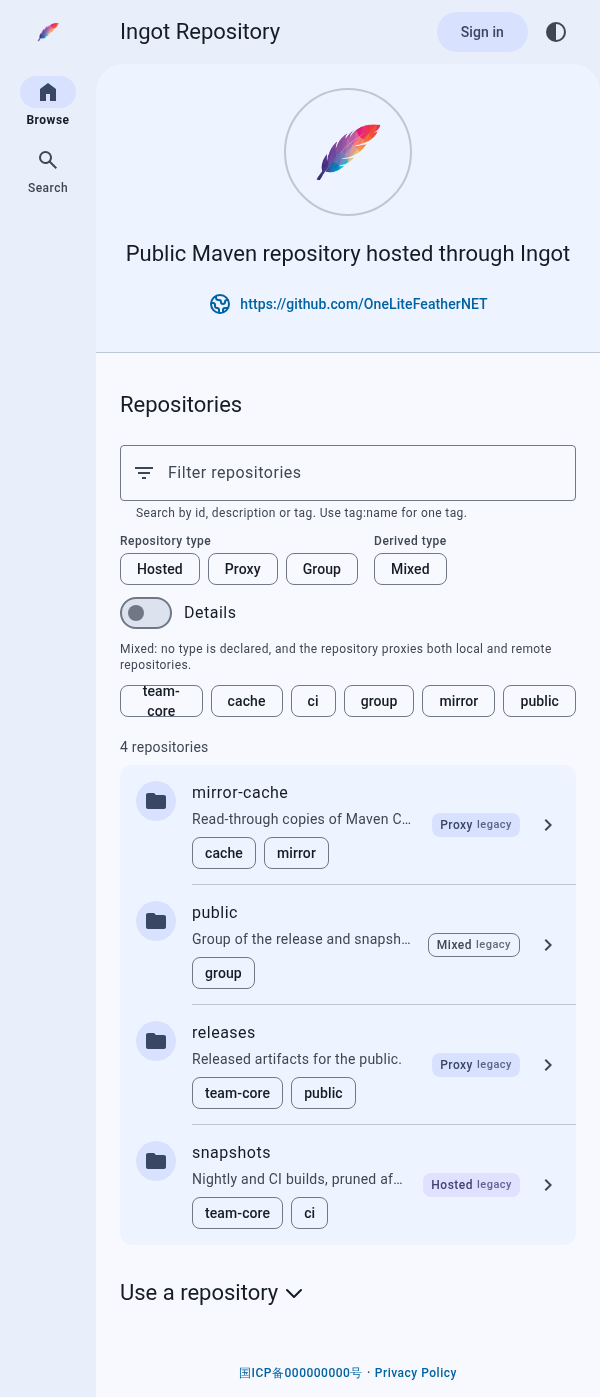 Ingot Repository
Sign in
Browse
Search
Public Maven repository hosted through Ingot
https://github.com/OneLiteFeatherNET
Repositories
Filter repositories
Search by id, description or tag. Use tag:name for one tag.
Repository type
Derived type
Hosted
Proxy
Group
Mixed
Details
Mixed: no type is declared, and the repository proxies both local and remote
repositories.
team-
core
cache
ci
group
mirror
public
4 repositories
mirror-cache
Read-through copies of Maven C…
Proxy legacy
cache
mirror
public
Group of the release and snapsh…
Mixed legacy
group
releases
Released artifacts for the public.
Proxy legacy
team-core
public
snapshots
Nightly and CI builds, pruned af…
Hosted legacy
team-core
ci
Use a repository
国ICP备000000000号 · Privacy Policy